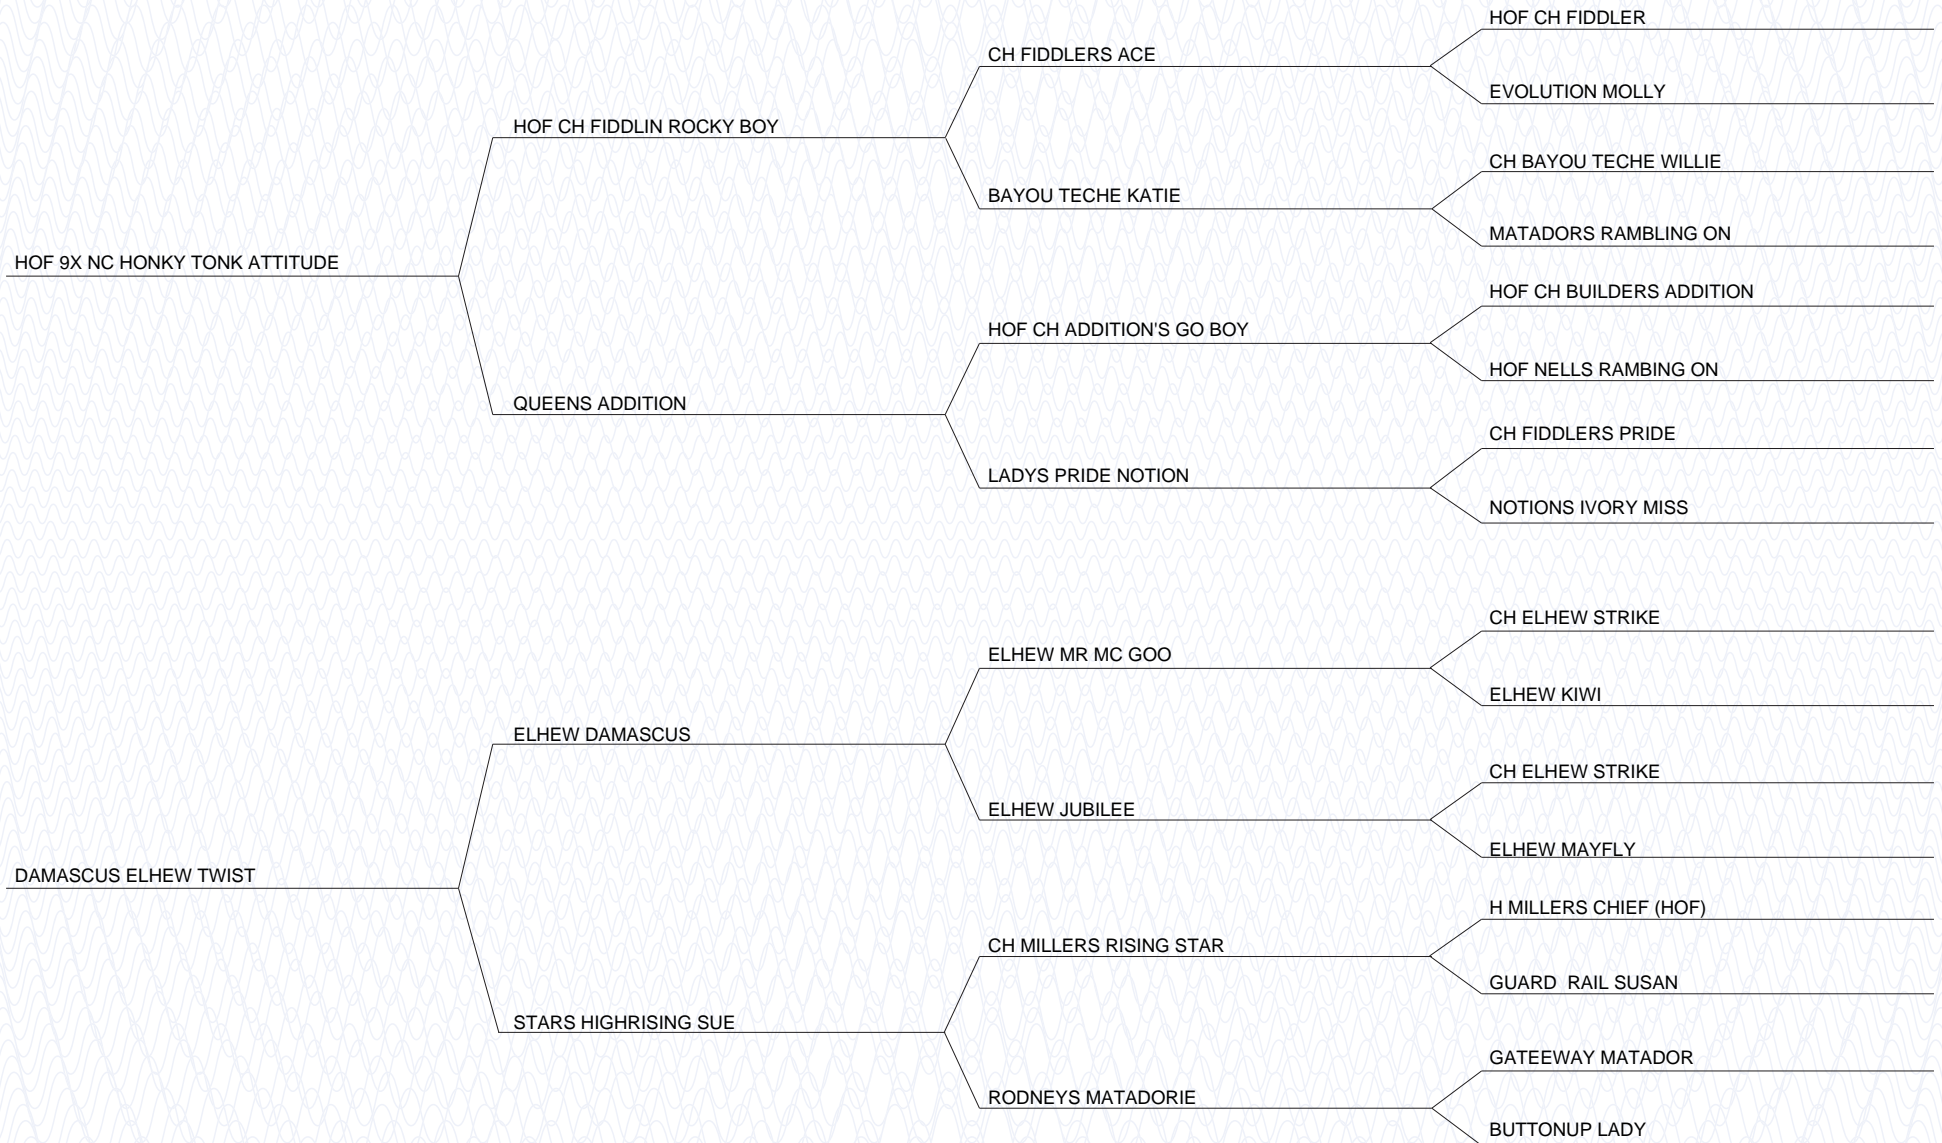 HOF CH FIDDLER
CH FIDDLERS ACE
EVOLUTION MOLLY
HOF CH FIDDLIN ROCKY BOY
CH BAYOU TECHE WILLIE
BAYOU TECHE KATIE
MATADORS RAMBLING ON
HOF 9X NC HONKY TONK ATTITUDE
HOF CH BUILDERS ADDITION
HOF CH ADDITION'S GO BOY
HOF NELLS RAMBING ON
QUEENS ADDITION
CH FIDDLERS PRIDE
LADYS PRIDE NOTION
NOTIONS IVORY MISS
CH ELHEW STRIKE
ELHEW MR MC GOO
ELHEW KIWI
ELHEW DAMASCUS
CH ELHEW STRIKE
ELHEW JUBILEE
ELHEW MAYFLY
DAMASCUS ELHEW TWIST
H MILLERS CHIEF (HOF)
CH MILLERS RISING STAR
GUARD  RAIL SUSAN
STARS HIGHRISING SUE
GATEEWAY MATADOR
RODNEYS MATADORIE
BUTTONUP LADY